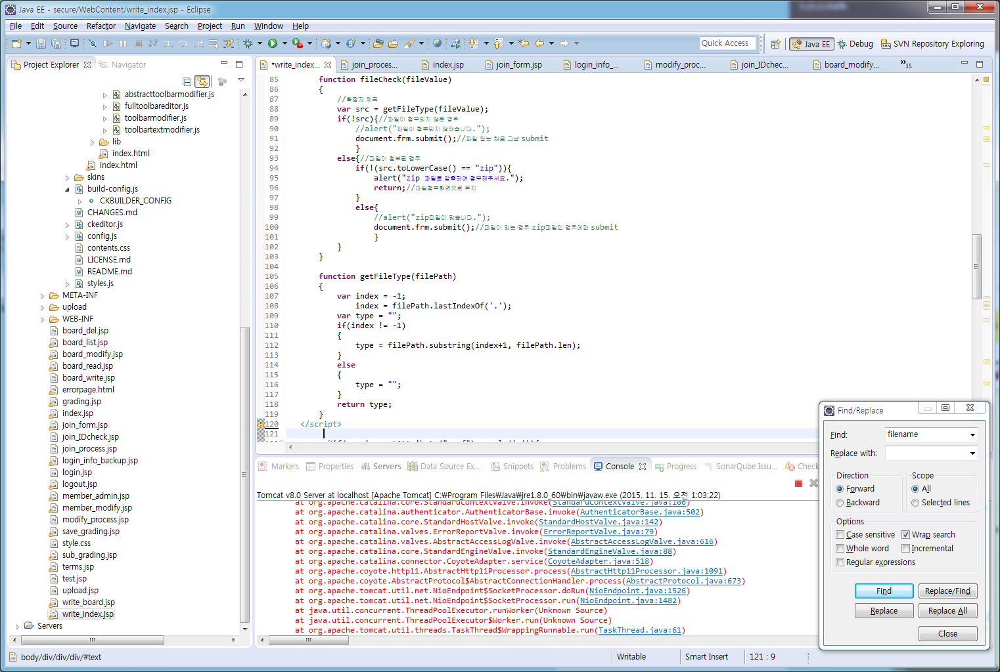 Java EE - secure/WebContent/write_index.jsp - Eclipse
File Edit Source Refactor Navigate Search Project Run Window Help
Quick Access
Java EE
Debug
SVN Repository Exploring
Project Explorer
Navigator
abstracttoolbarmodifier.js
fulltoolbareditor.js
toolbarmodifier.js
toolbartextmodifier.js
lib
index.html
index.html
skins
build-config.js
CKBUILDER_CONFIG
CHANGES.md
ckeditor.js
config.js
contents.css
LICENSE.md
README.md
styles.js
META-INF
upload
WEB-INF
board_del.jsp
board_list.jsp
board_modify.jsp
board_read.jsp
board_write.jsp
errorpage.html
grading.jsp
index.jsp
join_form.jsp
join_IDcheck.jsp
join_process.jsp
login_info_backup.jsp
login.jsp
logout.jsp
member_admin.jsp
member_modify.jsp
modify_process.jsp
save_grading.jsp
style.css
sub_grading.jsp
terms.jsp
test.jsp
upload.jsp
write_board.jsp
write_index.jsp
Servers
*write_index... join_proces... index.jsp join_form.jsp login_info_... modify_proc... join_IDchec... board_modify... »35
85 function fileCheck(fileValue)
86 {
87 //확장자 체크
88 var src = getFileType(fileValue);
89 if(!src){//파일이 첨부되지 않은 경우
90 //alert("파일이 첨부되지 않았습니다.");
91 document.frm.submit();//파일 없는 채로 그냥 submit
92 }
93 else{//파일이 첨부된 경우
94 if(!(src.toLowerCase() == "zip")){
95 alert("zip 파일로 압축하여 첨부해주세요.");
96 return;//파일첨부화면으로 유지
97 }
98 else{
99 //alert("zip파일이 맞습니다.");
100 document.frm.submit();//파일이 있는 경우 zip파일인 경우에만 submit
101 }
102 }
103 }
104
105 function getFileType(filePath)
106 {
107 var index = -1;
108 index = filePath.lastIndexOf('.');
109 var type = "";
110 if(index != -1)
111 {
112 type = filePath.substring(index+1, filePath.len);
113 }
114 else
115 {
116 type = "";
117 }
118 return type;
119 }
120 </script>
121
Markers Properties Servers Data Source Ex... Snippets Problems Console Progress SonarQube Issu... Check
Tomcat v8.0 Server at localhost [Apache Tomcat] C:₩Program Files₩Java₩jre1.8.0_60₩bin₩javaw.exe (2015. 11. 15. 오전 1:03:22)
at org.apache.catalina.core.StandardContextValve.invoke(StandardContextValve.java:106)
at org.apache.catalina.authenticator.AuthenticatorBase.invoke(AuthenticatorBase.java:502)
at org.apache.catalina.core.StandardHostValve.invoke(StandardHostValve.java:142)
at org.apache.catalina.valves.ErrorReportValve.invoke(ErrorReportValve.java:79)
at org.apache.catalina.valves.AbstractAccessLogValve.invoke(AbstractAccessLogValve.java:616)
at org.apache.catalina.core.StandardEngineValve.invoke(StandardEngineValve.java:88)
at org.apache.catalina.connector.CoyoteAdapter.service(CoyoteAdapter.java:518)
at org.apache.coyote.http11.AbstractHttp11Processor.process(AbstractHttp11Processor.java:1091)
at org.apache.coyote.AbstractProtocol$AbstractConnectionHandler.process(AbstractProtocol.java:673)
at org.apache.tomcat.util.net.NioEndpoint$SocketProcessor.doRun(NioEndpoint.java:1526)
at org.apache.tomcat.util.net.NioEndpoint$SocketProcessor.run(NioEndpoint.java:1482)
at java.util.concurrent.ThreadPoolExecutor.runWorker(Unknown Source)
at java.util.concurrent.ThreadPoolExecutor$Worker.run(Unknown Source)
at org.apache.tomcat.util.threads.TaskThread$WrappingRunnable.run(TaskThread.java:61)
Find/Replace
Find: filename
Replace with:
Direction
Forward
Backward
Scope
All
Selected lines
Options
Case sensitive Wrap search
Whole word Incremental
Regular expressions
Find Replace/Find
Replace Replace All
Close
body/div/div/div/#text
Writable
Smart Insert
121 : 9